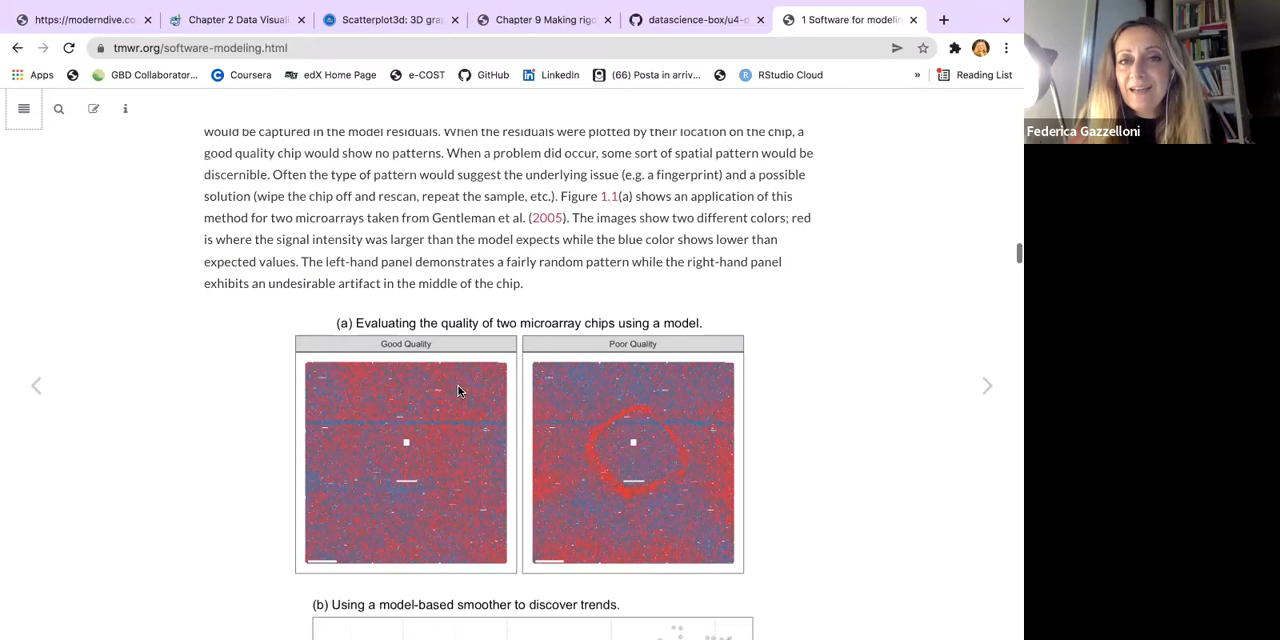 https://moderndive.co
Chapter 2 Data Visuali
Scatterplot3d: 3D gra
Chapter 9 Making rigo
datascience-box/u4-d
1 Software for modelin
tmwr.org/software-modeling.html
Apps
GBD Collaborator...
Coursera
edX Home Page
e-COST
GitHub
LinkedIn
(66) Posta in arriv...
RStudio Cloud
»
Reading List
Federica Gazzelloni
would be captured in the model residuals. When the residuals were plotted by their location on the chip, a
good quality chip would show no patterns. When a problem did occur, some sort of spatial pattern would be
discernible. Often the type of pattern would suggest the underlying issue (e.g. a fingerprint) and a possible
solution (wipe the chip off and rescan, repeat the sample, etc.). Figure 1.1(a) shows an application of this
method for two microarrays taken from Gentleman et al. (2005). The images show two different colors; red
is where the signal intensity was larger than the model expects while the blue color shows lower than
expected values. The left-hand panel demonstrates a fairly random pattern while the right-hand panel
exhibits an undesirable artifact in the middle of the chip.
(a) Evaluating the quality of two microarray chips using a model.
Good Quality
Poor Quality
(b) Using a model-based smoother to discover trends.